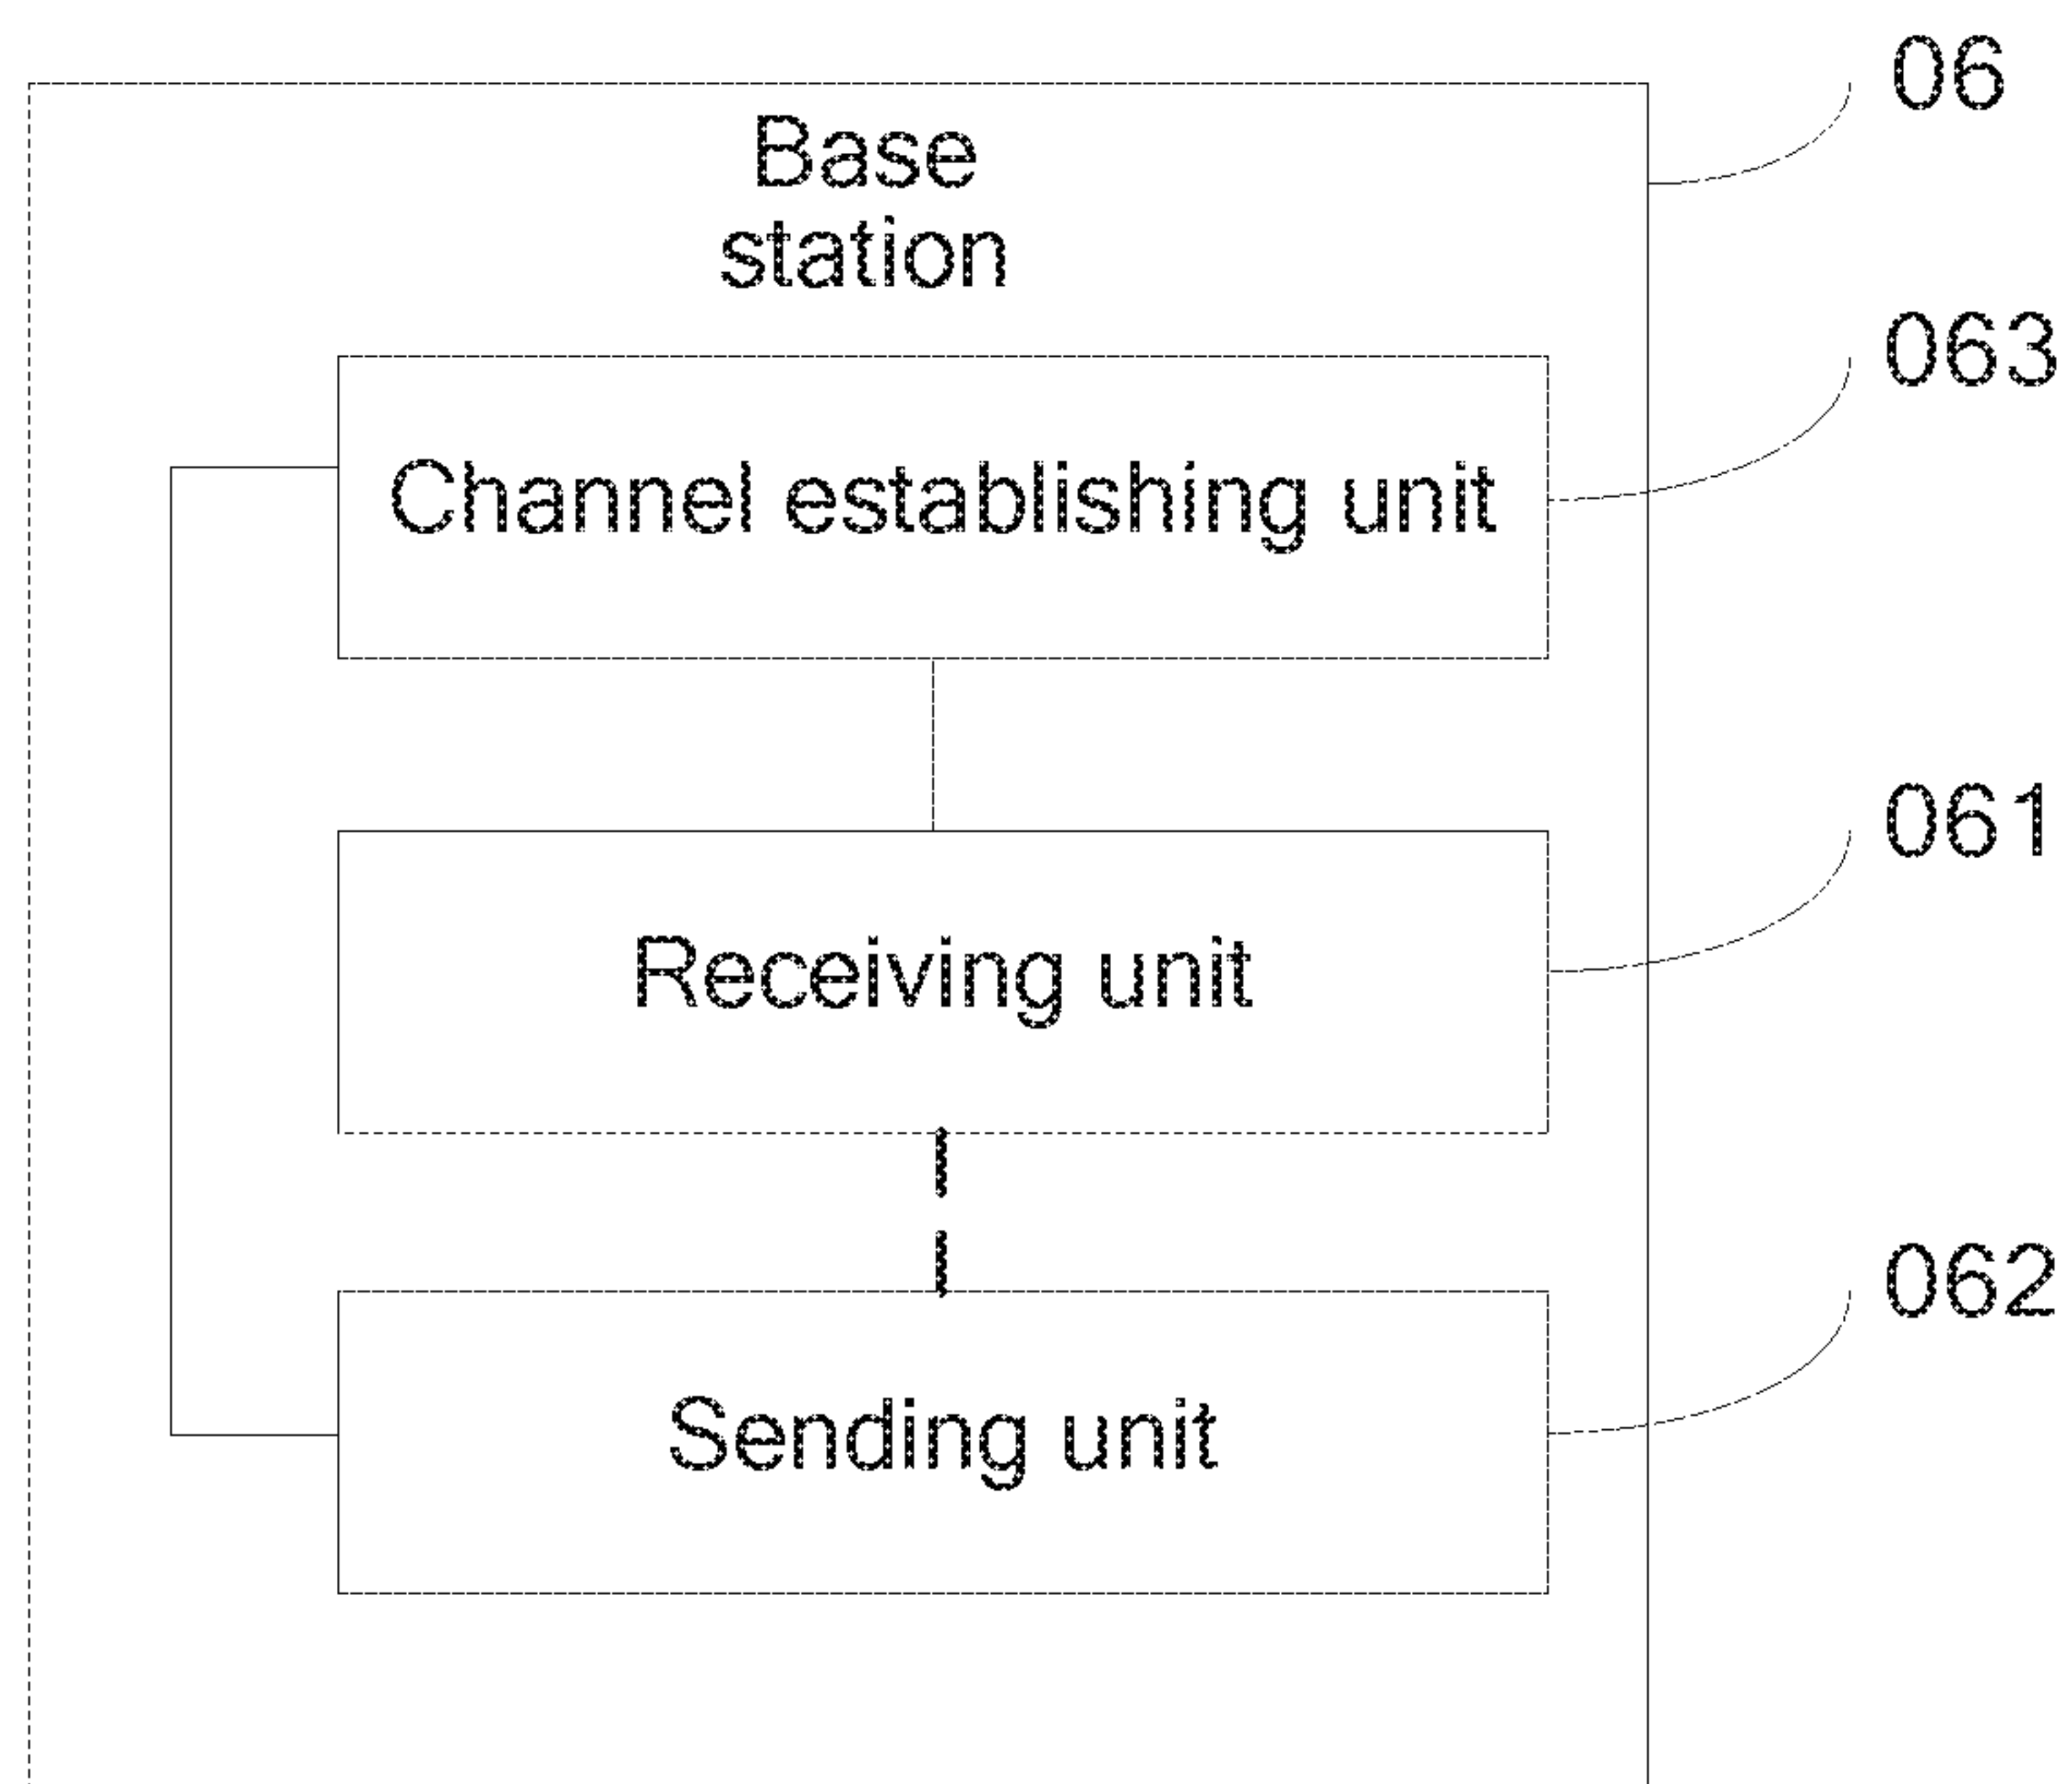 06
Base
station
063
Channel establishing unit
061
Receiving unit
062
Sending unit